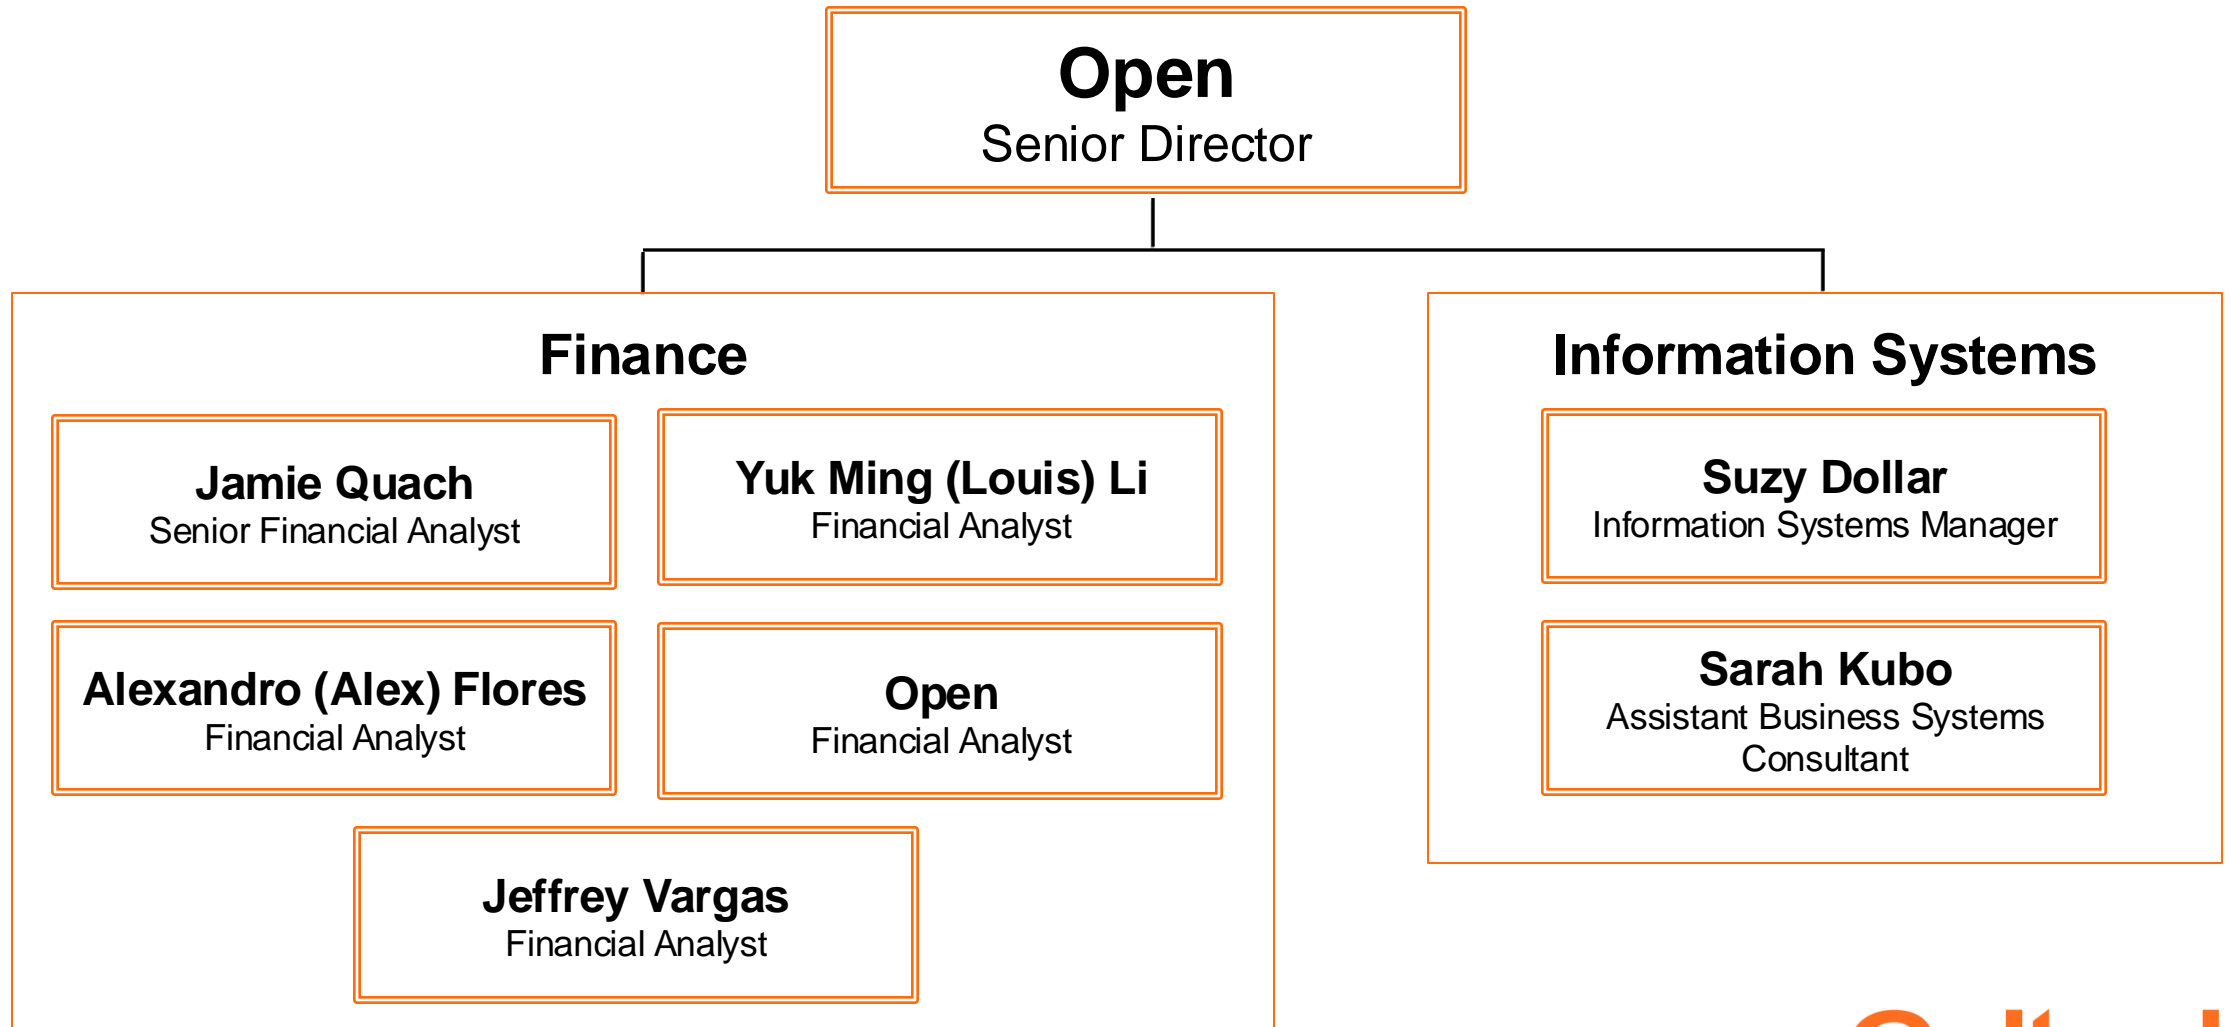 Open
Senior Director
Finance
Jamie Quach
Senior Financial Analyst
Yuk Ming (Louis) Li
Financial Analyst
Alexandro (Alex) Flores
Financial Analyst
Open
Financial Analyst
Jeffrey Vargas
Financial Analyst
Information Systems
Suzy Dollar
Information Systems Manager
Sarah Kubo
Assistant Business Systems
Consultant